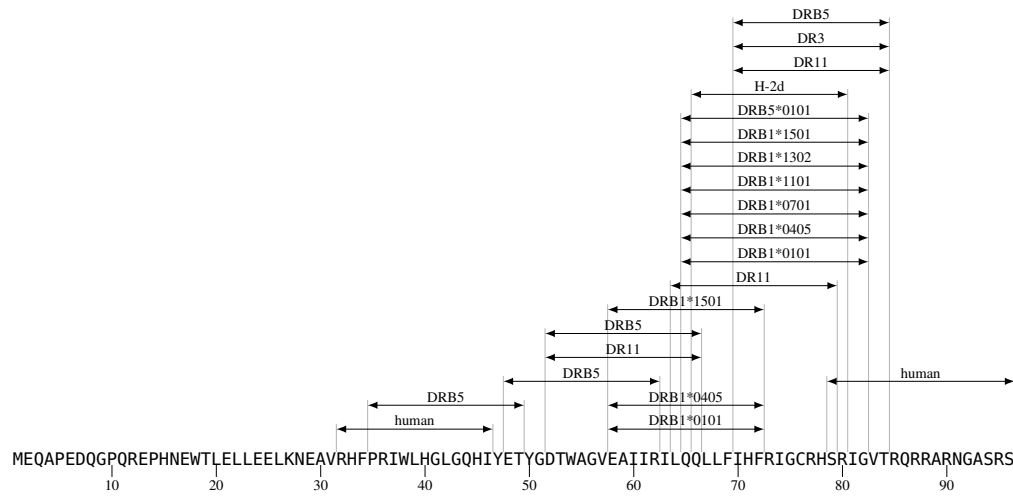 DRB5
DR3
DR11
H-2d
DRB5*0101
DRB1*1501
DRB1*1302
DRB1*1101
DRB1*0701
DRB1*0405
DRB1*0101
DR11
DRB1*1501
DRB5
DR11
DRB5 human
DRB5 DRB1*0405
human DRB1*0101
MEQAPEDQGPQREPHNEWTLELLEELKNEAVRHFPRIWLHGLGQHIYETYGDTWAGVEAIIRILQQLLFIHFRIGCRHSRIGVTRQRRARNGASRS
10 20 30 40 50 60 70 80 90